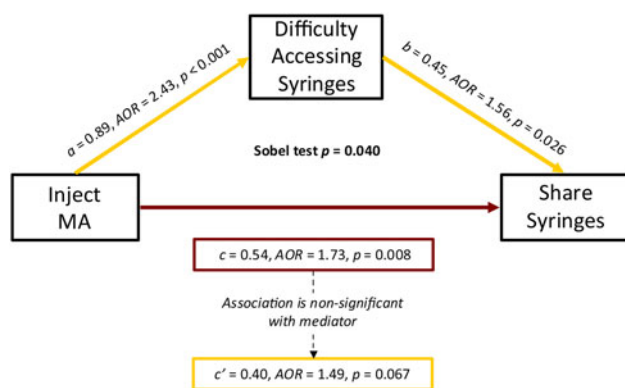 Difficulty
Accessing
Syringes
a = 0.89, AOR = 2.43, p < 0.001
b = 0.45, AOR = 1.56, p = 0.026
Sobel test p = 0.040
Inject
MA
Share
Syringes
c = 0.54, AOR = 1.73, p = 0.008
Association is non-significant
with mediator
c' = 0.40, AOR = 1.49, p = 0.067